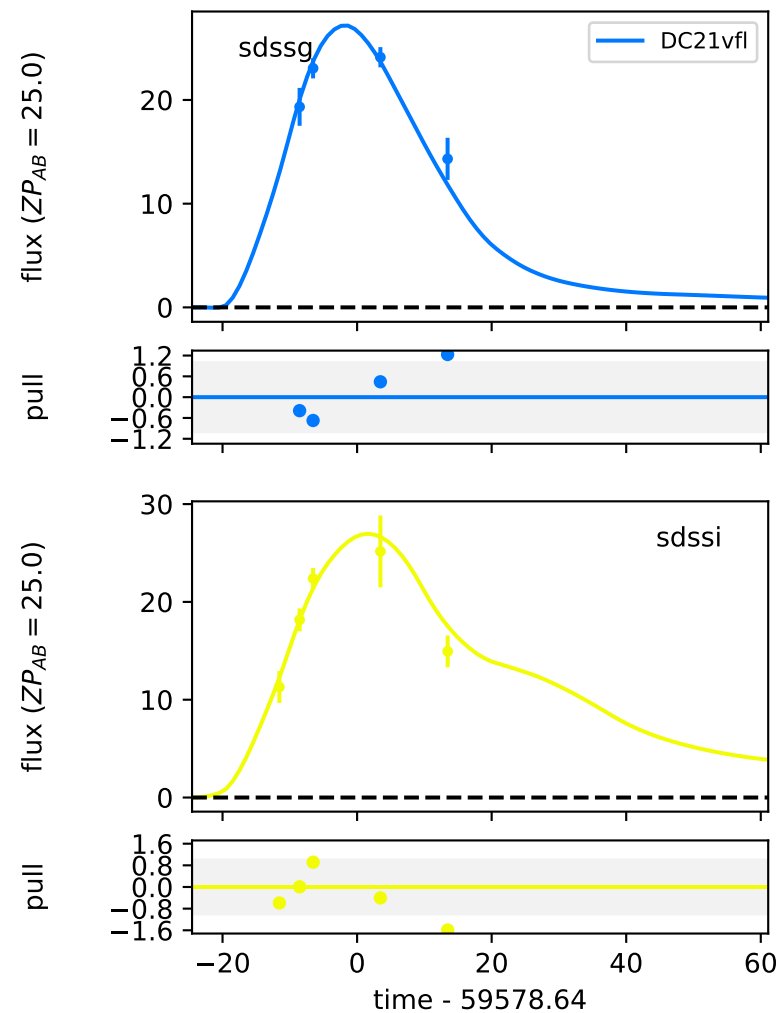 sdssg
DC21vfl
flux (ZP_AB = 25.0)
20
10
0
pull
1.2
0.6
0.0
−0.6
−1.2
sdssi
flux (ZP_AB = 25.0)
30
20
10
0
pull
1.6
0.8
0.0
−0.8
−1.6
−20 0 20 40 60
time - 59578.64